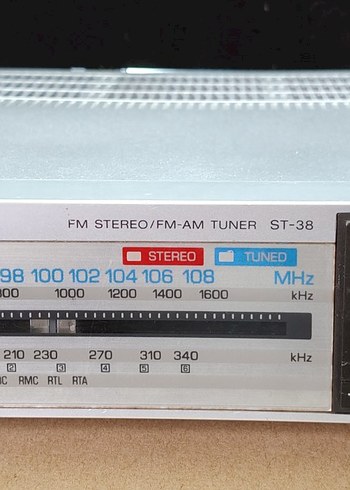 FM STEREO/FM-AM TUNER ST-38
STEREO TUNED
98 100 102 104 106 108 MHz
1000 1200 1400 1600 kHz
210 230 270 310 340 kHz
2 3 4 5 6
RMC RTL RTA